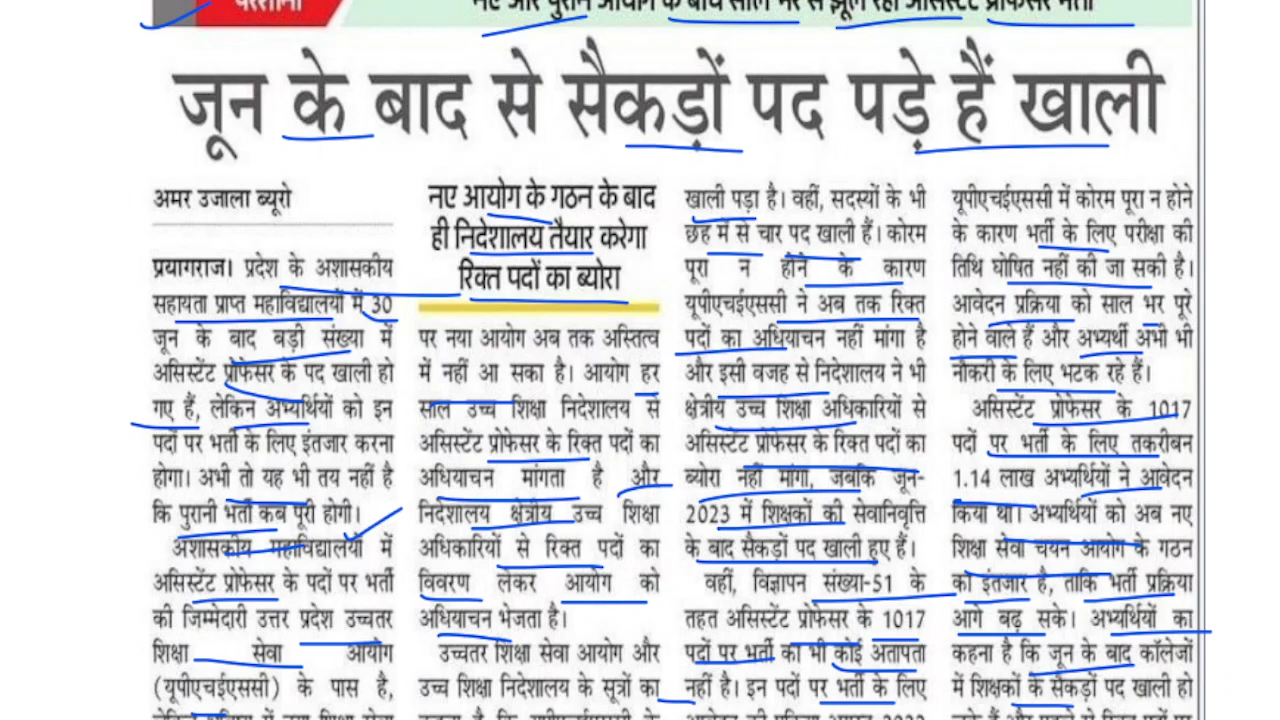 परेशानी
नए और पुराने आयोग के बीच साल भर से झूल रही असिस्टेंट प्रोफेसर भर्ती
जून के बाद से सैकड़ों पद पड़े हैं खाली
अमर उजाला ब्यूरो
प्रयागराज। प्रदेश के अशासकीय
सहायता प्राप्त महाविद्यालयों में 30
जून के बाद बड़ी संख्या में
असिस्टेंट प्रोफेसर के पद खाली हो
गए हैं, लेकिन अभ्यर्थियों को इन
पदों पर भर्ती के लिए इंतजार करना
होगा। अभी तो यह भी तय नहीं है
कि पुरानी भर्ती कब पूरी होगी।
अशासकीय महाविद्यालयों में
असिस्टेंट प्रोफेसर के पदों पर भर्ती
की जिम्मेदारी उत्तर प्रदेश उच्चतर
शिक्षा सेवा आयोग
(यूपीएचईएससी) के पास है,
नए आयोग के गठन के बाद
ही निदेशालय तैयार करेगा
रिक्त पदों का ब्योरा
पर नया आयोग अब तक अस्तित्व
में नहीं आ सका है। आयोग हर
साल उच्च शिक्षा निदेशालय से
असिस्टेंट प्रोफेसर के रिक्त पदों का
अधियाचन मांगता है और
निदेशालय क्षेत्रीय उच्च शिक्षा
अधिकारियों से रिक्त पदों का
विवरण लेकर आयोग को
अधियाचन भेजता है।
उच्चतर शिक्षा सेवा आयोग और
उच्च शिक्षा निदेशालय के सूत्रों का
खाली पड़ा है। वहीं, सदस्यों के भी
छह में से चार पद खाली हैं। कोरम
पूरा न होने के कारण
यूपीएचईएससी ने अब तक रिक्त
पदों का अधियाचन नहीं मांगा है
और इसी वजह से निदेशालय ने भी
क्षेत्रीय उच्च शिक्षा अधिकारियों से
असिस्टेंट प्रोफेसर के रिक्त पदों का
ब्योरा नहीं मांगा, जबकि जून-
2023 में शिक्षकों की सेवानिवृत्ति
के बाद सैकड़ों पद खाली हुए हैं।
वहीं, विज्ञापन संख्या-51 के
तहत असिस्टेंट प्रोफेसर के 1017
पदों पर भर्ती का भी कोई अतापता
नहीं है। इन पदों पर भर्ती के लिए
यूपीएचईएससी में कोरम पूरा न होने
के कारण भर्ती के लिए परीक्षा की
तिथि घोषित नहीं की जा सकी है।
आवेदन प्रक्रिया को साल भर पूरे
होने वाले हैं और अभ्यर्थी अभी भी
नौकरी के लिए भटक रहे हैं।
असिस्टेंट प्रोफेसर के 1017
पदों पर भर्ती के लिए तकरीबन
1.14 लाख अभ्यर्थियों ने आवेदन
किया था। अभ्यर्थियों को अब नए
शिक्षा सेवा चयन आयोग के गठन
को इंतजार है, ताकि भर्ती प्रक्रिया
आगे बढ़ सके। अभ्यर्थियों का
कहना है कि जून के बाद कॉलेजों
में शिक्षकों के सैकड़ों पद खाली हो